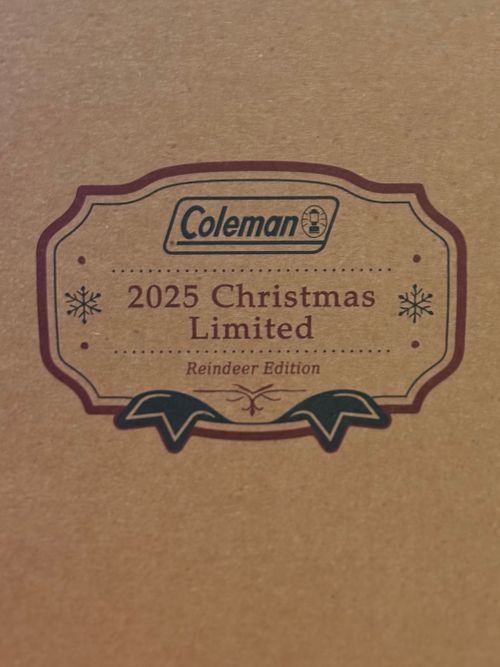 Coleman
2025 Christmas
Limited
Reindeer Edition